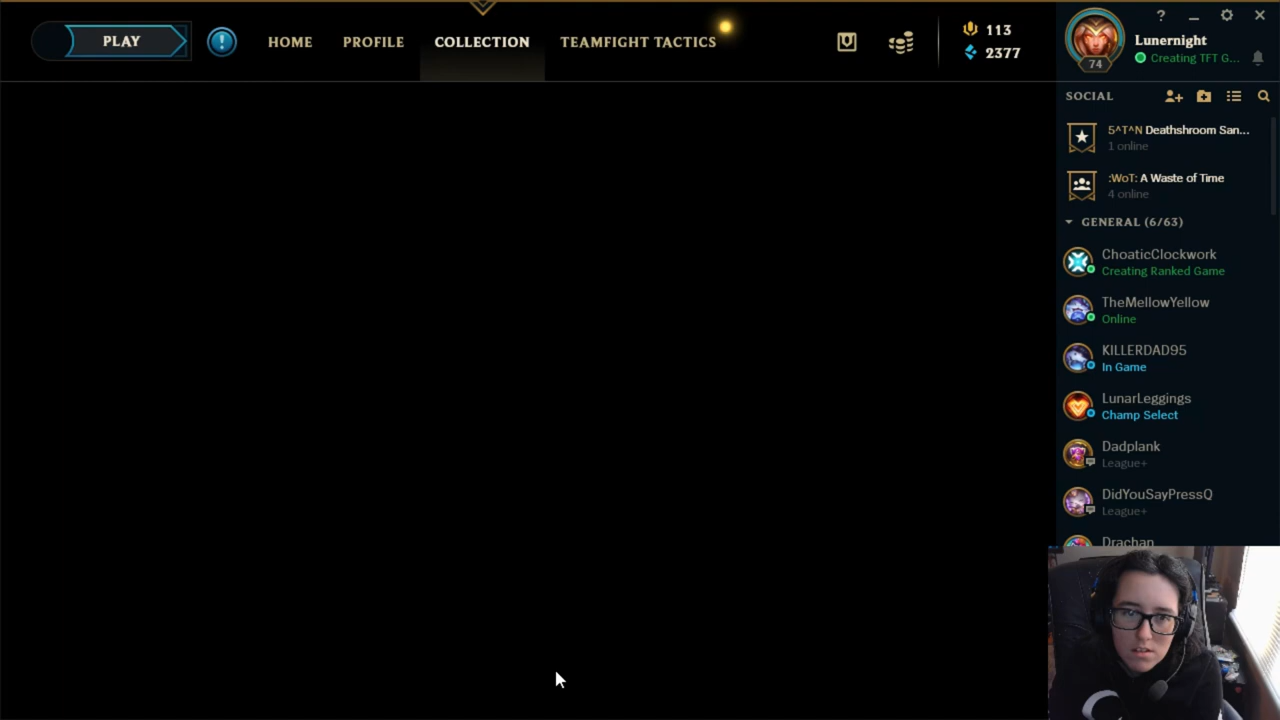 PLAY
HOME
PROFILE
COLLECTION
TEAMFIGHT TACTICS
113
2377
74
Lunernight
Creating TFT G...
SOCIAL
5^T^N Deathshroom San...
1 online
:WoT: A Waste of Time
4 online
GENERAL (6/63)
ChoaticClockwork
Creating Ranked Game
TheMellowYellow
Online
KILLERDAD95
In Game
LunarLeggings
Champ Select
Dadplank
League+
DidYouSayPressQ
League+
Drachan